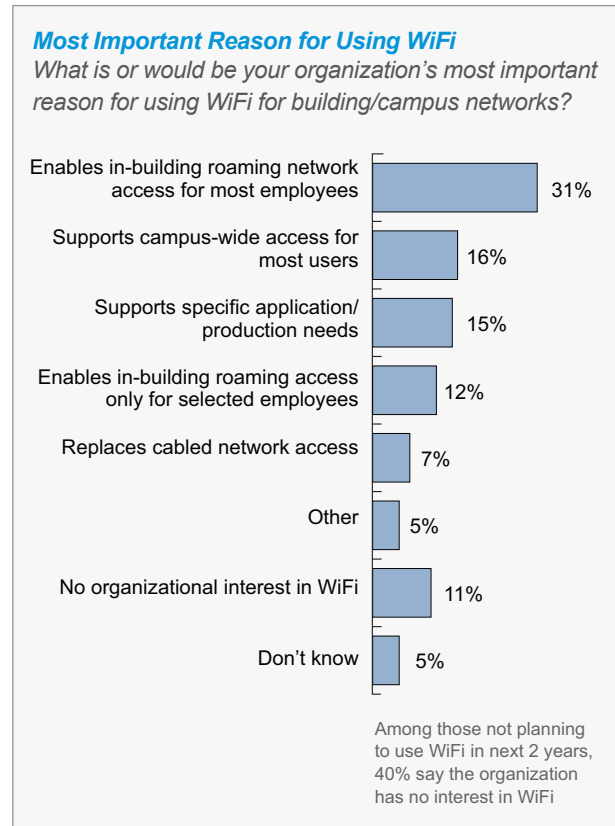 Most Important Reason for Using WiFi
What is or would be your organization’s most important
reason for using WiFi for building/campus networks?
Enables in-building roaming network
access for most employees
31%
Supports campus-wide access for
most users
16%
Supports specific application/
production needs
15%
Enables in-building roaming access
only for selected employees
12%
Replaces cabled network access
7%
Other
5%
No organizational interest in WiFi
11%
Don’t know
5%
Among those not planning
to use WiFi in next 2 years,
40% say the organization
has no interest in WiFi